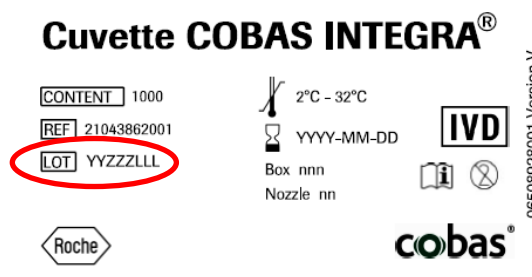 Cuvette COBAS INTEGRA®
CONTENT 1000
REF 21043862001
LOT YYZZZLLL
2°C – 32°C
YYYY-MM-DD
Box nnn
Nozzle nn
IVD
i
2
Roche
cobas®